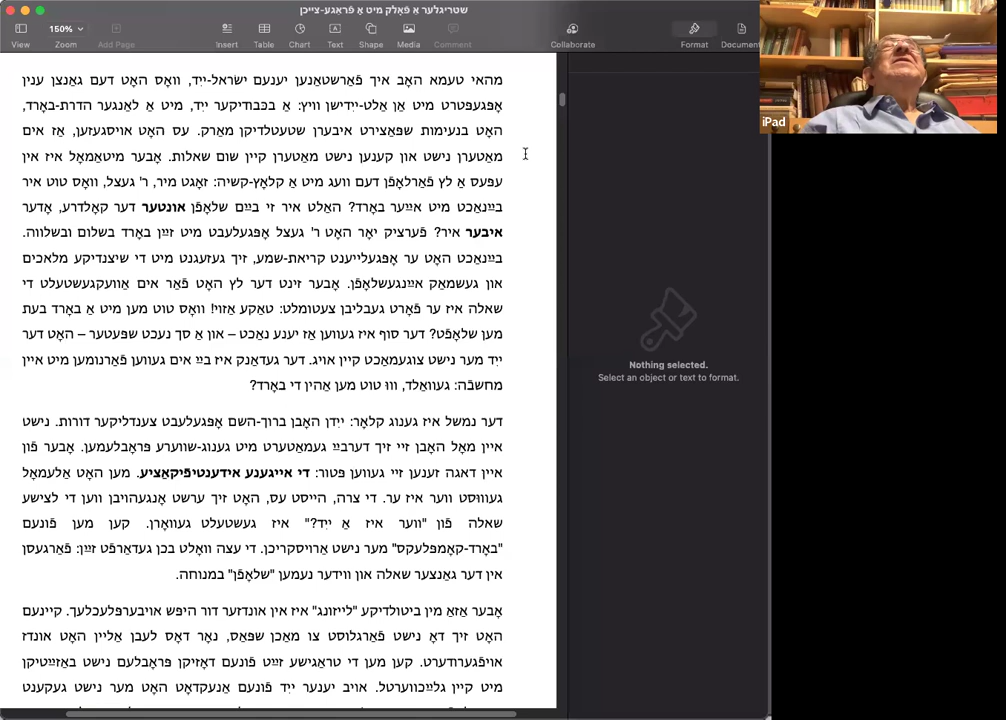 שטריגלער אַ פֿאָלק מיט אַ פֿראַגע-צייכן
150%
View
Zoom
Add Page
Insert
Table
Chart
Text
Shape
Media
Comment
Collaborate
Format
Documen
מהאי טעמא האָב איך פֿאַרשטאַנען יענעם ישׂראל-ייִד, וואָס האָט דעם גאַנצן ענין
אָפּגעפּטרט מיט אַן אַלט-ייִדישן וויץ: אַ בכּבודיקער ייִד, מיט אַ לאַנגער הדרת-באָרד,
האָט בנעימות שפּאַצירט איבערן שטעטלדיקן מאַרק. עס האָט אויסגעזען, אַז אים
מאַטערן נישט און קענען נישט מאַטערן קיין שום שאלות. אָבער מיטאַמאָל איז אין
עפּעס אַ לץ פֿאַרלאָפֿן דעם וועג מיט אַ קלאָץ-קשיה: זאָגט מיר, ר' געצל, וואָס טוט איר
בײַנאַכט מיט אײַער באָרד? האַלט איר זי בײַם שלאָפֿן אונטער דער קאָלדרע, אָדער
איבער איר? פֿערציק יאָר האָט ר' געצל אָפּגעלעבט מיט זײַן באָרד בשלום ובשלווה.
בײַנאַכט האָט ער אָפּגעלייענט קריאת-שמע, זיך געזעגנט מיט די שיצנדיקע מלאכים
און געשמאַק אײַנגעשלאָפֿן. אָבער זינט דער לץ האָט פֿאַר אים אַוועקגעשטעלט די
שאלה איז ער פֿאָרט געבליבן צעטומלט: טאַקע אַזוי! וואָס טוט מען מיט אַ באָרד בעת
מען שלאָפֿט? דער סוף איז געווען אַז יענע נאַכט – און אַ סך נעכט שפּעטער – האָט דער
ייִד מער נישט צוגעמאַכט קיין אויג. דער געדאַנק איז בײַ אים געווען פֿאַרנומען מיט איין
מחשבֿה: געוואַלד, וווּ טוט מען אַהין די באָרד?
דער נמשל איז גענוג קלאָר: ייִדן האָבן ברוך-השם אָפּגעלעבט צענדליקער דורות. נישט
איין מאָל האָבן זיי זיך דערבײַ געמאַטערט מיט גענוג-שווערע פּראָבלעמען. אָבער פֿון
איין דאגה זענען זיי געווען פּטור: די אייגענע אידענטיפֿיקאַציע. מען האָט אַלעמאָל
געוווּסט ווער איז ער. די צרה, הייסט עס, האָט זיך ערשט אָנגעהויבן ווען די לצישע
שאלה פֿון "ווער איז אַ ייִד?" איז געשטעלט געוואָרן. קען מען פֿונעם
"באָרד-קאָמפּלעקס" מער נישט אַרויסקריכן. די עצה וואָלט בכן געדאַרפֿט זײַן: פֿאַרגעסן
אין דער גאַנצער שאלה און ווידער נעמען "שלאָפֿן" במנוחה.
אָבער אַזאַ מין ביטולדיקע "לייזונג" איז אין אונדזער דור היפּש אויבערפֿלעכלעך. קיינעם
האָט זיך דאָ נישט פֿאַרגלוסט צו מאַכן שפּאַס, נאָר דאָס לעבן אַליין האָט אונדז
אויפֿגערודערט. קען מען די טראַגישע זײַט פֿונעם דאָזיקן פּראָבלעם נישט באַזײַטיקן
מיט קיין גלײַכווערטל. אויב יענער ייִד פֿונעם אַנעקדאָט האָט מער נישט געקענט
Nothing selected.
Select an object or text to format.
iPad